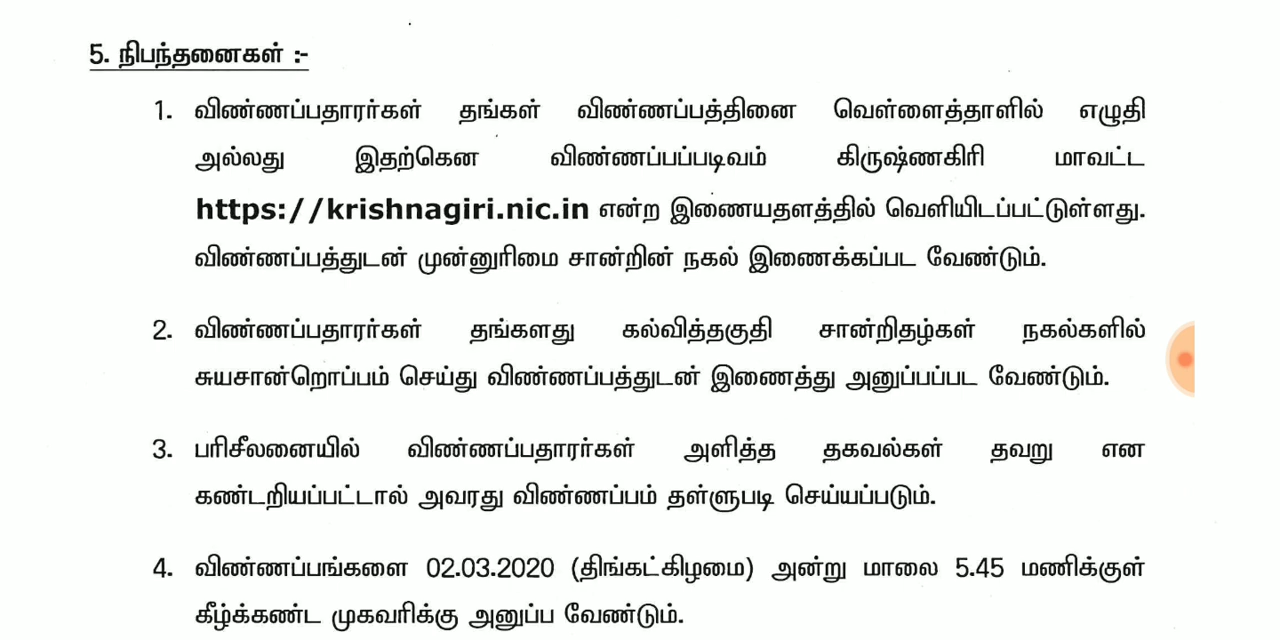 5. நிபந்தனைகள் :-
1. விண்ணப்பதாரர்கள் தங்கள் விண்ணப்பத்தினை வெள்ளைத்தாளில் எழுதி
அல்லது இதற்கென விண்ணப்பப்படிவம் கிருஷ்ணகிரி மாவட்ட
https://krishnagiri.nic.in என்ற இணையதளத்தில் வெளியிடப்பட்டுள்ளது.
விண்ணப்பத்துடன் முன்னுரிமை சான்றின் நகல் இணைக்கப்பட வேண்டும்.
2. விண்ணப்பதாரர்கள் தங்களது கல்வித்தகுதி சான்றிதழ்கள் நகல்களில்
சுயசான்றொப்பம் செய்து விண்ணப்பத்துடன் இணைத்து அனுப்பப்பட வேண்டும்.
3. பரிசீலனையில் விண்ணப்பதாரர்கள் அளித்த தகவல்கள் தவறு என
கண்டறியப்பட்டால் அவரது விண்ணப்பம் தள்ளுபடி செய்யப்படும்.
4. விண்ணப்பங்களை 02.03.2020 (திங்கட்கிழமை) அன்று மாலை 5.45 மணிக்குள்
கீழ்க்கண்ட முகவரிக்கு அனுப்ப வேண்டும்.